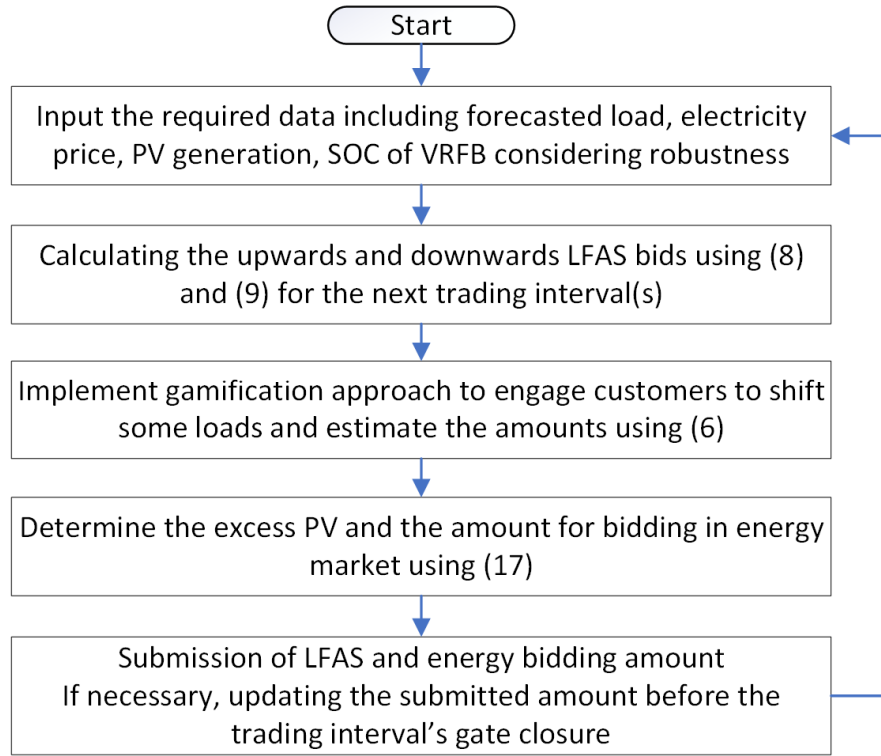 Start
Input the required data including forecasted load, electricity
price, PV generation, SOC of VRFB considering robustness
Calculating the upwards and downwards LFAS bids using (8)
and (9) for the next trading interval(s)
Implement gamification approach to engage customers to shift
some loads and estimate the amounts using (6)
Determine the excess PV and the amount for bidding in energy
market using (17)
Submission of LFAS and energy bidding amount
If necessary, updating the submitted amount before the
trading interval’s gate closure